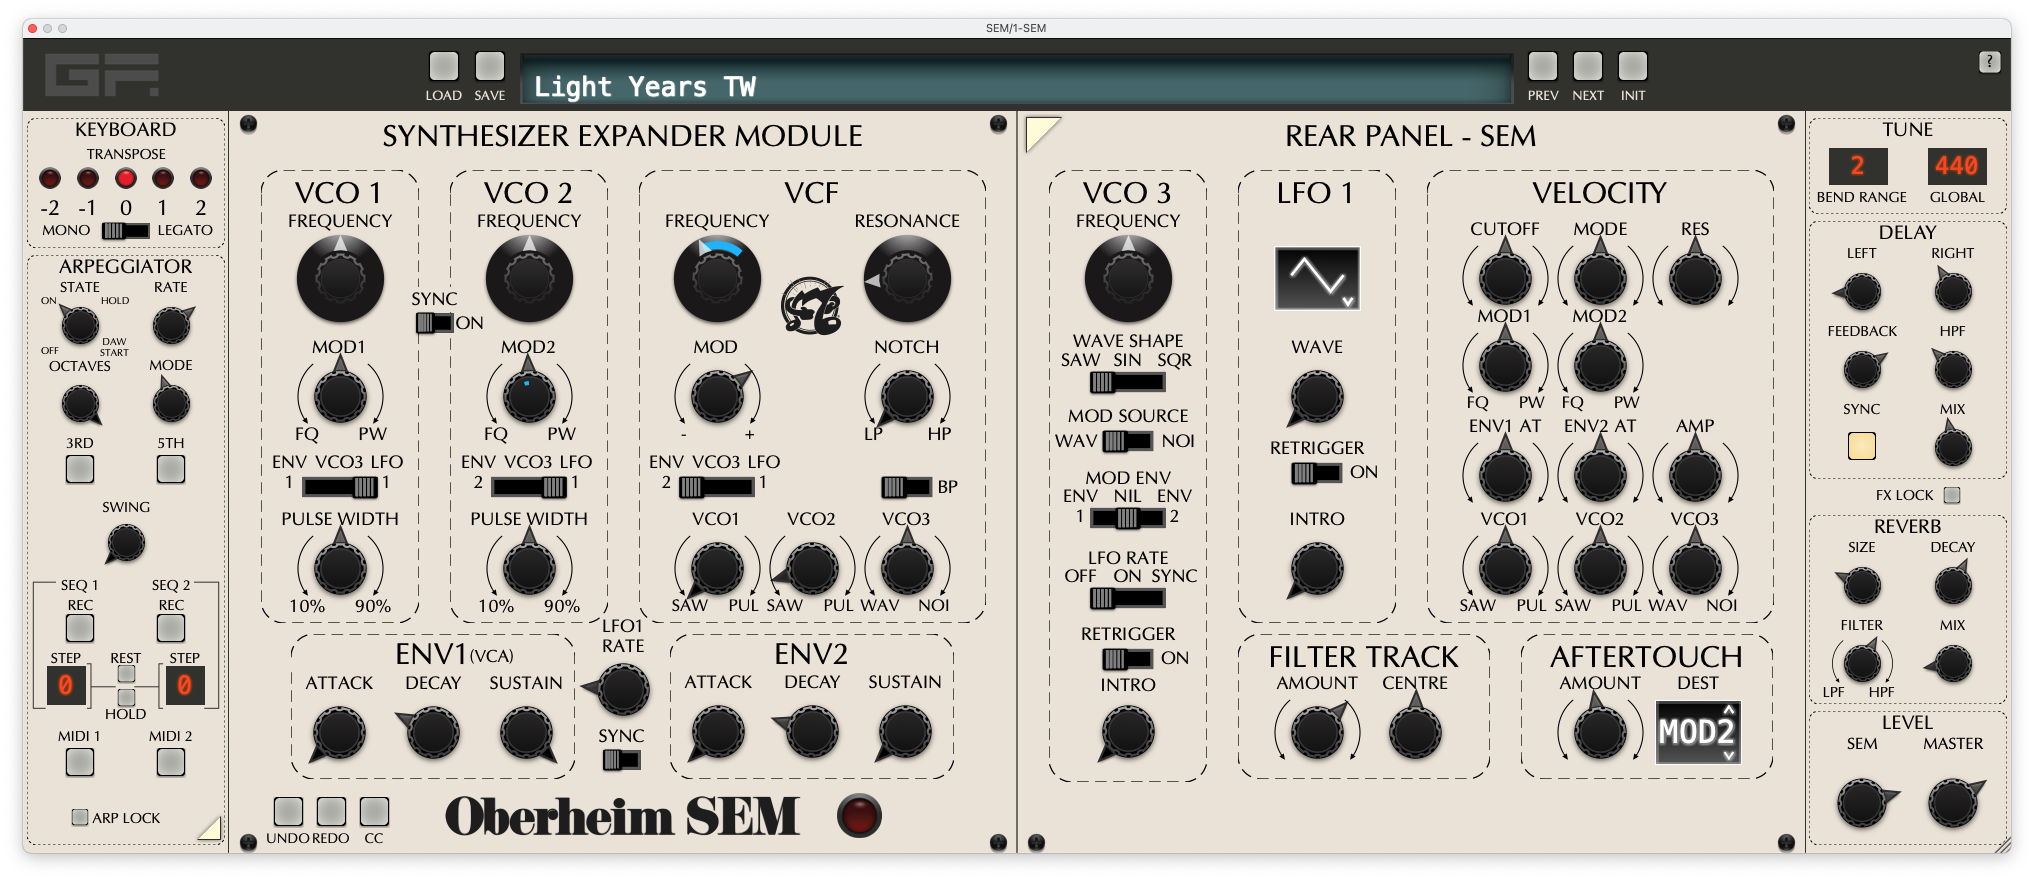 SEM/1-SEM
GF.
LOAD SAVE
Light Years TW
PREV NEXT INIT
?
KEYBOARD
TRANSPOSE
-2 -1 0 1 2
MONO LEGATO
ARPEGGIATOR
STATE RATE
ON HOLD
OFF DAW START
OCTAVES MODE
3RD 5TH
SWING
SEQ 1 SEQ 2
REC REC
STEP REST STEP
0 0
HOLD
MIDI 1 MIDI 2
ARP LOCK
SYNTHESIZER EXPANDER MODULE
VCO 1
FREQUENCY
MOD1
FQ PW
ENV VCO3 LFO
1 1
PULSE WIDTH
10% 90%
SYNC
ON
VCO 2
FREQUENCY
MOD2
FQ PW
ENV VCO3 LFO
2 1
PULSE WIDTH
10% 90%
VCF
FREQUENCY RESONANCE
MOD NOTCH
- +
LP HP
ENV VCO3 LFO
2 1
BP
VCO1 VCO2 VCO3
SAW PUL SAW PUL WAV NOI
ENV1 (VCA)
ATTACK DECAY SUSTAIN
LFO1
RATE
SYNC
ENV2
ATTACK DECAY SUSTAIN
UNDO REDO CC
Oberheim SEM
REAR PANEL - SEM
VCO 3
FREQUENCY
WAVE SHAPE
SAW SIN SQR
MOD SOURCE
WAV NOI
MOD ENV
ENV NIL ENV
1 2
LFO RATE
OFF ON SYNC
RETRIGGER
ON
INTRO
LFO 1
WAVE
RETRIGGER
ON
INTRO
VELOCITY
CUTOFF MODE RES
MOD1 MOD2
FQ PW FQ PW
ENV1 AT ENV2 AT AMP
VCO1 VCO2 VCO3
SAW PUL SAW PUL WAV NOI
FILTER TRACK
AMOUNT CENTRE
AFTERTOUCH
AMOUNT DEST
MOD2
TUNE
2 440
BEND RANGE GLOBAL
DELAY
LEFT RIGHT
FEEDBACK HPF
SYNC MIX
FX LOCK
REVERB
SIZE DECAY
FILTER MIX
LPF HPF
LEVEL
SEM MASTER